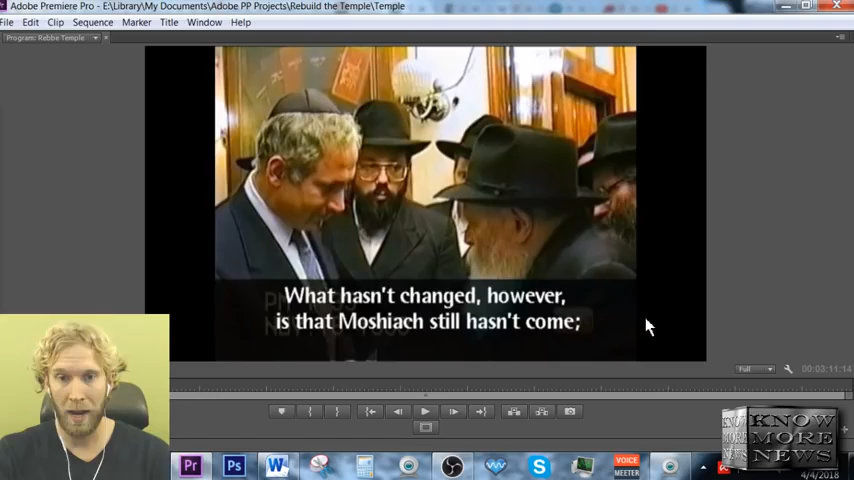 Adobe Premiere Pro - E:\Library\My Documents\Adobe PP Projects\Rebuild the Temple\Temple
File Edit Clip Sequence Marker Title Window Help
Program: Rebbe Temple
What hasn't changed, however,
is that Moshiach still hasn't come;
Full
00:03:11:14
KNOW
MORE
NEWS
Pr Ps W S VOICE
MEETER
4/4/2018